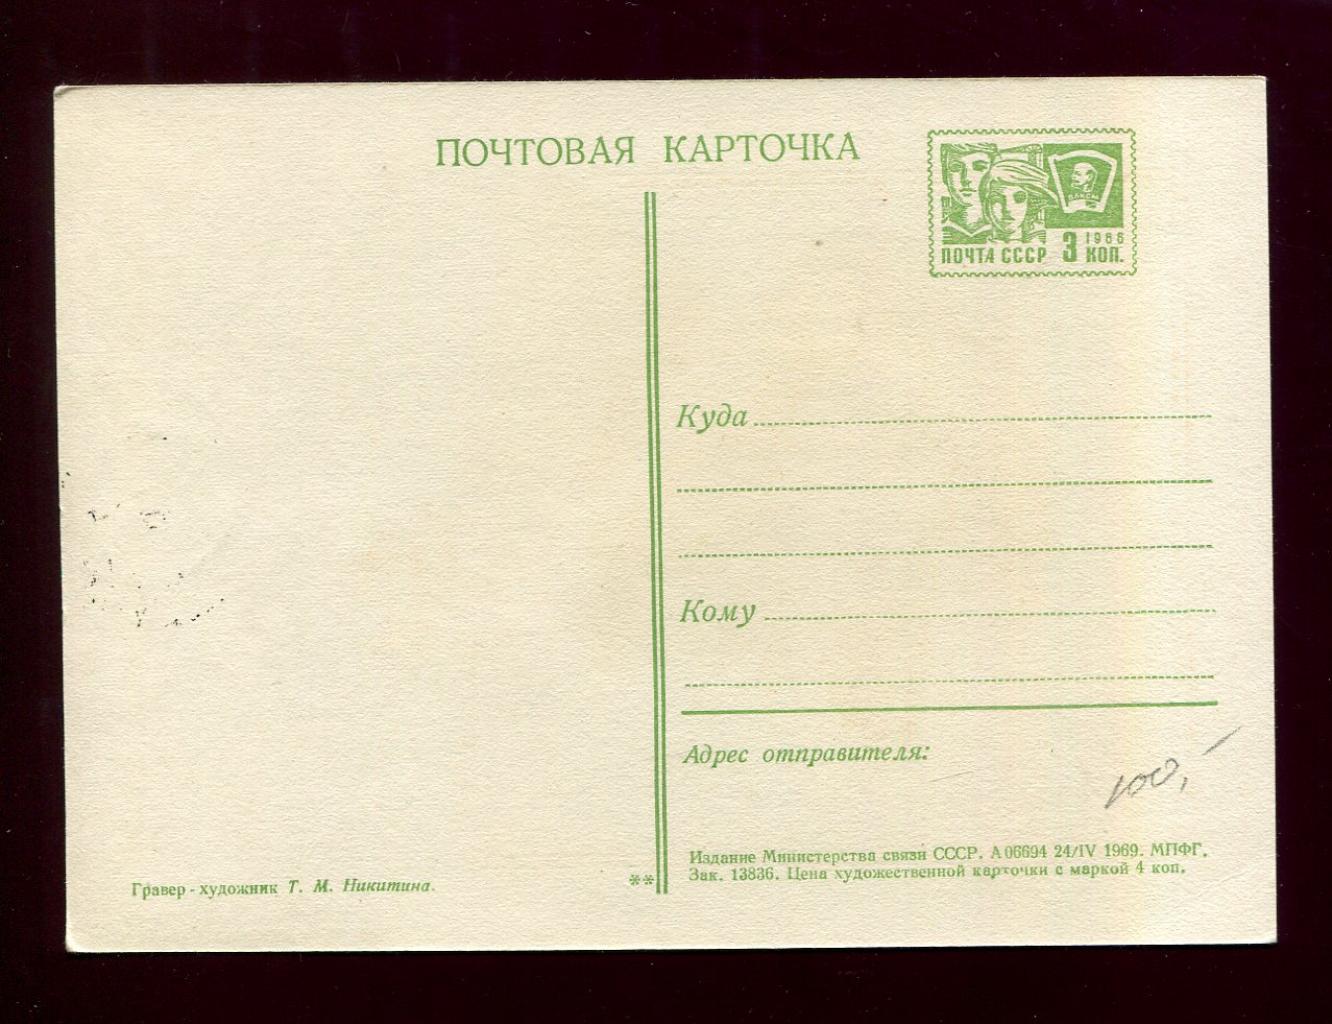 ПОЧТОВАЯ КАРТОЧКА
ВЛКСМ
1966
ПОЧТА СССР 3 КОП.
Куда
Кому
Адрес отправителя:
100,-
Издание Министерства связи СССР. А 06694 24/IV 1969. МПФГ.
Зак. 13836. Цена художественной карточки с маркой 4 коп.
Гравер - художник Т. М. Никитина.
**